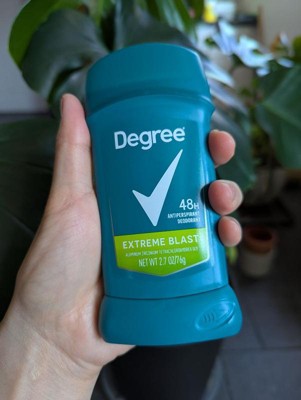 Degree®
48H
ANTIPERSPIRANT
DEODORANT
EXTREME BLAST
NET WT 2.7 OZ/76g